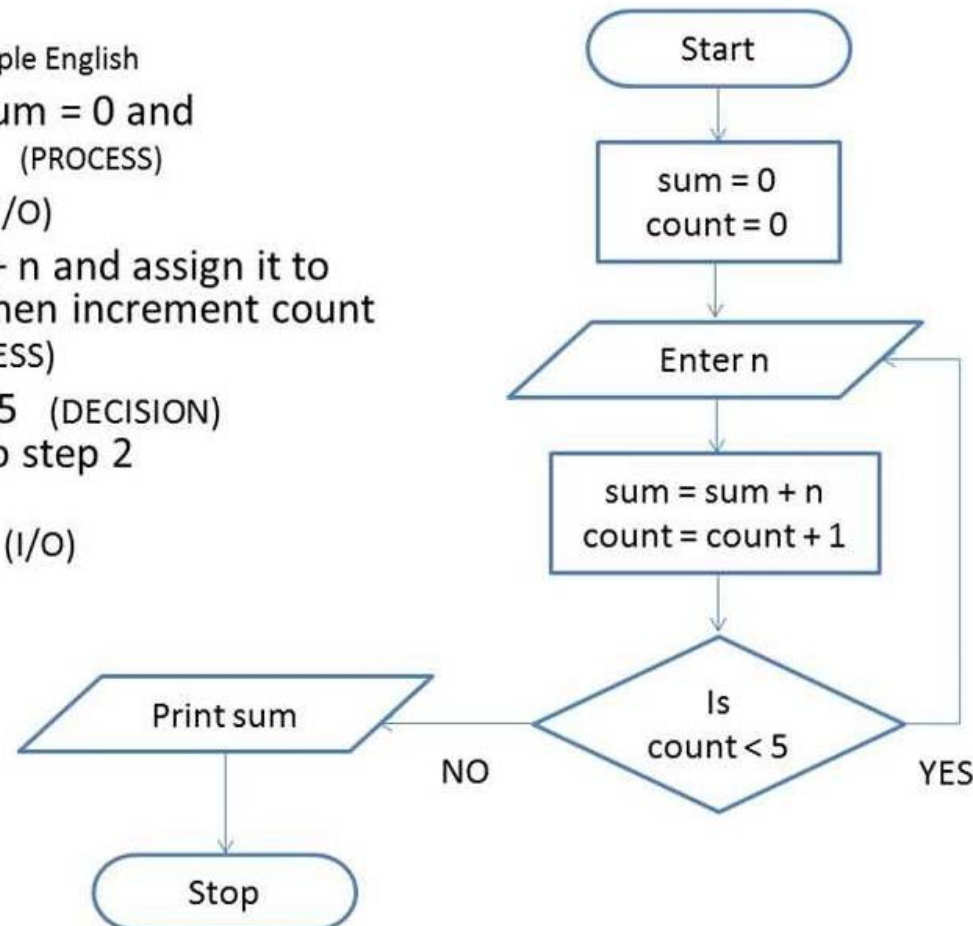 ple English
um = 0 and
(PROCESS)
/O)
n and assign it to
hen increment count
ESS)
5 (DECISION)
o step 2
(I/O)
Start
sum = 0
count = 0
Enter n
sum = sum + n
count = count + 1
Is
count < 5
YES
NO
Print sum
Stop